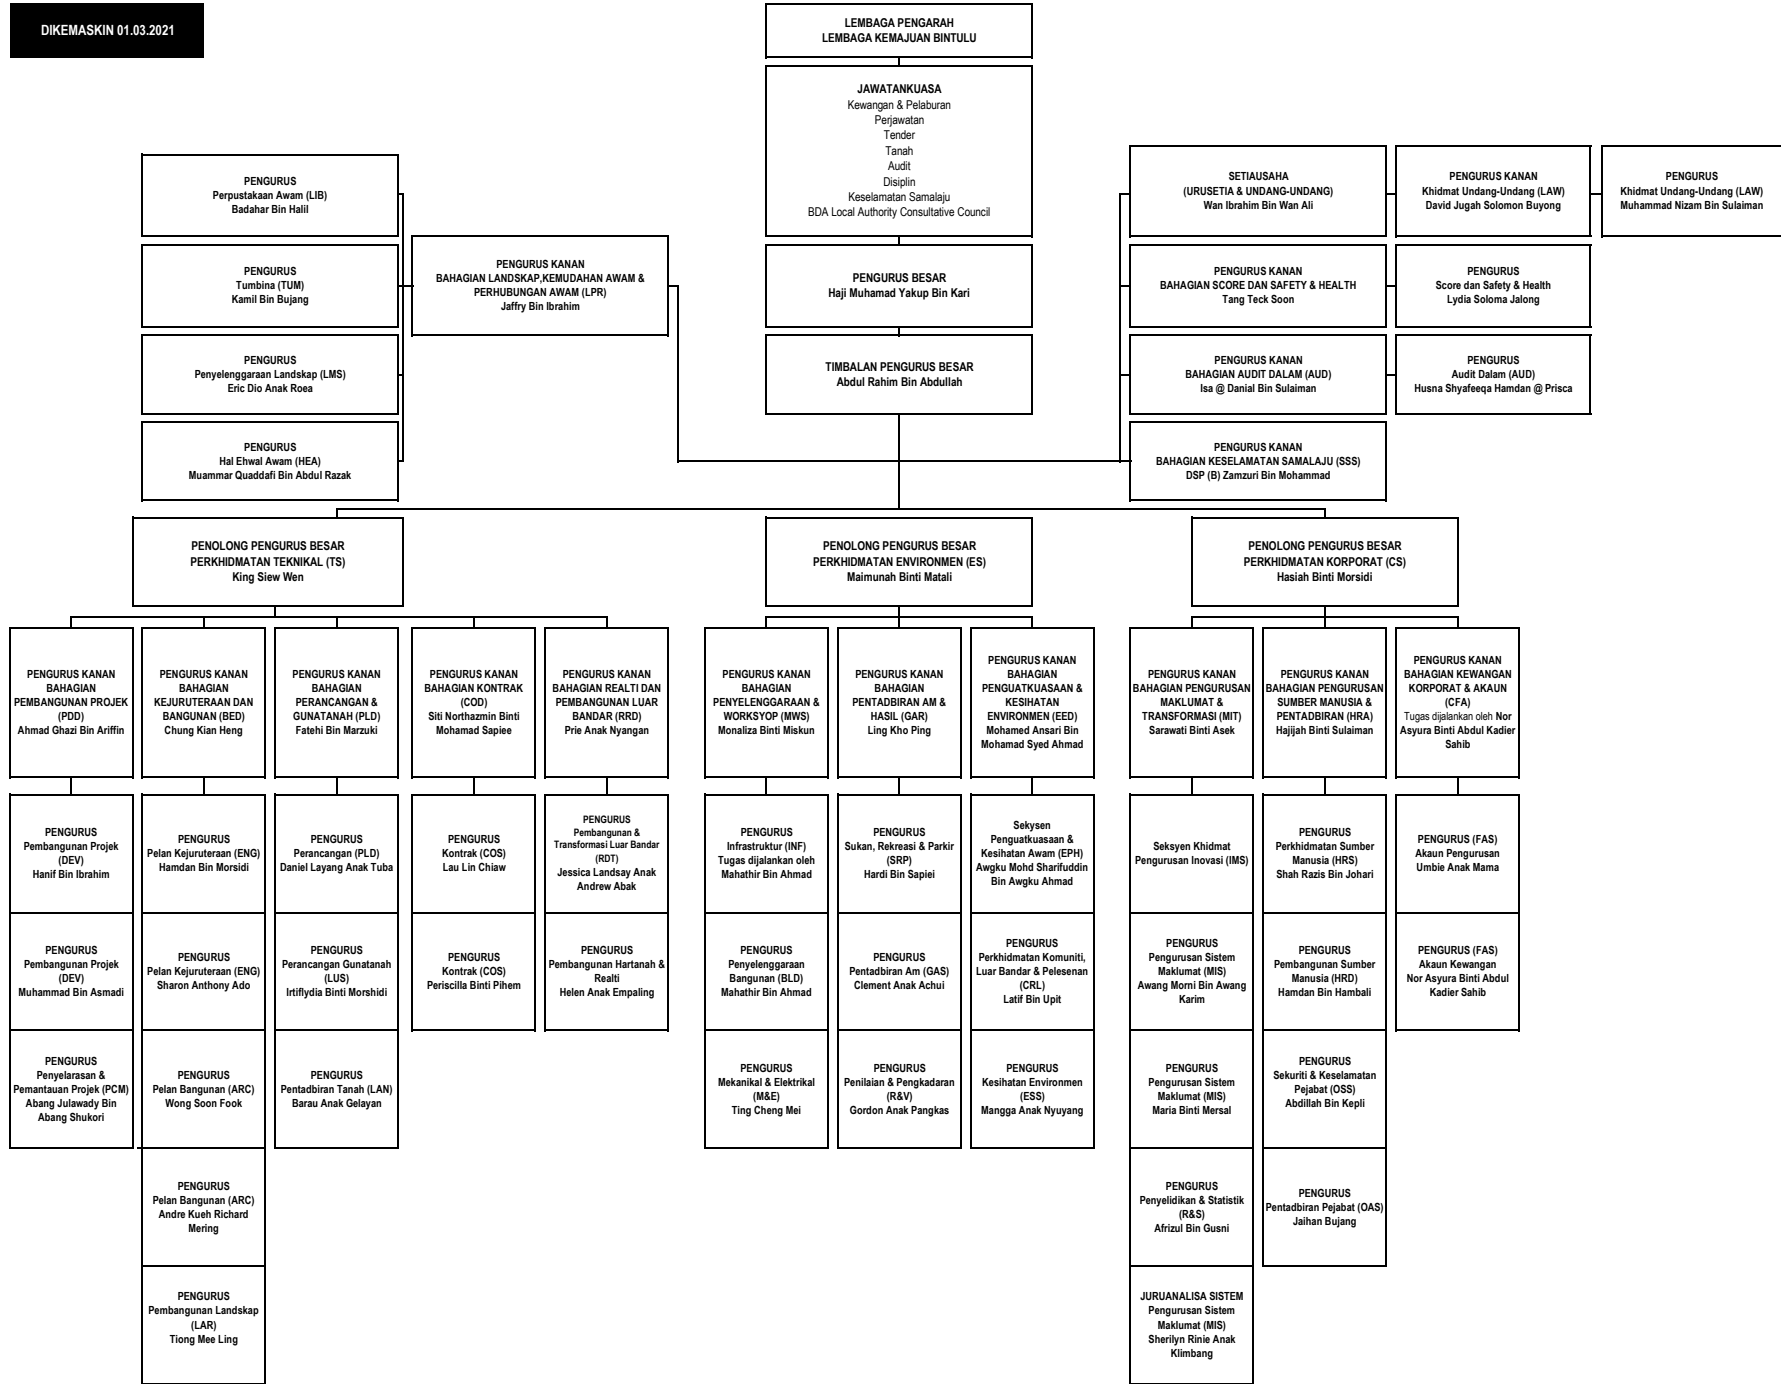 DIKEMASKIN 01.03.2021
LEMBAGA PENGARAH
LEMBAGA KEMAJUAN BINTULU
JAWATANKUASA
Kewangan & Pelaburan
Perjawatan
Tender
Tanah
Audit
Disiplin
Keselamatan Samalaju
BDA Local Authority Consultative Council
PENGURUS BESAR
Haji Muhamad Yakup Bin Kari
TIMBALAN PENGURUS BESAR
Abdul Rahim Bin Abdullah
PENGURUS
Perpustakaan Awam (LIB)
Badahar Bin Halil
PENGURUS
Tumbina (TUM)
Kamil Bin Bujang
PENGURUS
Penyelenggaraan Landskap (LMS)
Eric Dio Anak Roea
PENGURUS
Hal Ehwal Awam (HEA)
Muammar Quaddafi Bin Abdul Razak
PENGURUS KANAN
BAHAGIAN LANDSKAP,KEMUDAHAN AWAM &
PERHUBUNGAN AWAM (LPR)
Jaffry Bin Ibrahim
SETIAUSAHA
(URUSETIA & UNDANG-UNDANG)
Wan Ibrahim Bin Wan Ali
PENGURUS KANAN
Khidmat Undang-Undang (LAW)
David Jugah Solomon Buyong
PENGURUS
Khidmat Undang-Undang (LAW)
Muhammad Nizam Bin Sulaiman
PENGURUS KANAN
BAHAGIAN SCORE DAN SAFETY & HEALTH
Tang Teck Soon
PENGURUS
Score dan Safety & Health
Lydia Soloma Jalong
PENGURUS KANAN
BAHAGIAN AUDIT DALAM (AUD)
Isa @ Danial Bin Sulaiman
PENGURUS
Audit Dalam (AUD)
Husna Shyafeeqa Hamdan @ Prisca
PENGURUS KANAN
BAHAGIAN KESELAMATAN SAMALAJU (SSS)
DSP (B) Zamzuri Bin Mohammad
PENOLONG PENGURUS BESAR
PERKHIDMATAN TEKNIKAL (TS)
King Siew Wen
PENOLONG PENGURUS BESAR
PERKHIDMATAN ENVIRONMEN (ES)
Maimunah Binti Matali
PENOLONG PENGURUS BESAR
PERKHIDMATAN KORPORAT (CS)
Hasiah Binti Morsidi
PENGURUS KANAN
BAHAGIAN
PEMBANGUNAN PROJEK
(PDD)
Ahmad Ghazi Bin Ariffin
PENGURUS KANAN
BAHAGIAN
KEJURUTERAAN DAN
BANGUNAN (BED)
Chung Kian Heng
PENGURUS KANAN
BAHAGIAN
PERANCANGAN &
GUNATANAH (PLD)
Fatehi Bin Marzuki
PENGURUS KANAN
BAHAGIAN KONTRAK
(COD)
Siti Northazmin Binti
Mohamad Sapiee
PENGURUS KANAN
BAHAGIAN REALTI DAN
PEMBANGUNAN LUAR
BANDAR (RRD)
Prie Anak Nyangan
PENGURUS KANAN
BAHAGIAN
PENYELENGGARAAN &
WORKSYOP (MWS)
Monaliza Binti Miskun
PENGURUS KANAN
BAHAGIAN
PENTADBIRAN AM &
HASIL (GAR)
Ling Kho Ping
PENGURUS KANAN
BAHAGIAN
PENGUATKUASAAN &
KESIHATAN
ENVIRONMEN (EED)
Mohamed Ansari Bin
Mohamad Syed Ahmad
PENGURUS KANAN
BAHAGIAN PENGURUSAN
MAKLUMAT &
TRANSFORMASI (MIT)
Sarawati Binti Asek
PENGURUS KANAN
BAHAGIAN PENGURUSAN
SUMBER MANUSIA &
PENTADBIRAN (HRA)
Hajijah Binti Sulaiman
PENGURUS KANAN
BAHAGIAN KEWANGAN
KORPORAT & AKAUN
(CFA)
Tugas dijalankan oleh Nor
Asyura Binti Abdul Kadier
Sahib
PENGURUS
Pembangunan Projek
(DEV)
Hanif Bin Ibrahim
PENGURUS
Pelan Kejuruteraan (ENG)
Hamdan Bin Morsidi
PENGURUS
Perancangan (PLD)
Daniel Layang Anak Tuba
PENGURUS
Kontrak (COS)
Lau Lin Chiaw
PENGURUS
Pembangunan &
Transformasi Luar Bandar
(RDT)
Jessica Landsay Anak
Andrew Abak
PENGURUS
Infrastruktur (INF)
Tugas dijalankan oleh
Mahathir Bin Ahmad
PENGURUS
Sukan, Rekreasi & Parkir
(SRP)
Hardi Bin Sapiei
Sekysen
Penguatkuasaan &
Kesihatan Awam (EPH)
Awgku Mohd Sharifuddin
Bin Awgku Ahmad
Seksyen Khidmat
Pengurusan Inovasi (IMS)
PENGURUS
Perkhidmatan Sumber
Manusia (HRS)
Shah Razis Bin Johari
PENGURUS (FAS)
Akaun Pengurusan
Umbie Anak Mama
PENGURUS
Pembangunan Projek
(DEV)
Muhammad Bin Asmadi
PENGURUS
Pelan Kejuruteraan (ENG)
Sharon Anthony Ado
PENGURUS
Perancangan Gunatanah
(LUS)
Irtiflydia Binti Morshidi
PENGURUS
Kontrak (COS)
Periscilla Binti Pihem
PENGURUS
Pembangunan Hartanah &
Realti
Helen Anak Empaling
PENGURUS
Penyelenggaran
Bangunan (BLD)
Mahathir Bin Ahmad
PENGURUS
Pentadbiran Am (GAS)
Clement Anak Achui
PENGURUS
Perkhidmatan Komuniti,
Luar Bandar & Pelesenan
(CRL)
Latif Bin Upit
PENGURUS
Pengurusan Sistem
Maklumat (MIS)
Awang Morni Bin Awang
Karim
PENGURUS
Pembangunan Sumber
Manusia (HRD)
Hamdan Bin Hambali
PENGURUS (FAS)
Akaun Kewangan
Nor Asyura Binti Abdul
Kadier Sahib
PENGURUS
Penyelarasan &
Pemantauan Projek (PCM)
Abang Julawady Bin
Abang Shukori
PENGURUS
Pelan Bangunan (ARC)
Wong Soon Fook
PENGURUS
Pentadbiran Tanah (LAN)
Barau Anak Gelayan
PENGURUS
Mekanikal & Elektrikal
(M&E)
Ting Cheng Mei
PENGURUS
Penilaian & Pengkadaran
(R&V)
Gordon Anak Pangkas
PENGURUS
Kesihatan Environmen
(ESS)
Mangga Anak Nyuyang
PENGURUS
Pengurusan Sistem
Maklumat (MIS)
Maria Binti Mersal
PENGURUS
Sekuriti & Keselamatan
Pejabat (OSS)
Abdillah Bin Kepli
PENGURUS
Pelan Bangunan (ARC)
Andre Kueh Richard
Mering
PENGURUS
Penyelidikan & Statistik
(R&S)
Afrizul Bin Gusni
PENGURUS
Pentadbiran Pejabat (OAS)
Jaihan Bujang
PENGURUS
Pembangunan Landskap
(LAR)
Tiong Mee Ling
JURUANALISA SISTEM
Pengurusan Sistem
Maklumat (MIS)
Sherilyn Rinie Anak
Klimbang